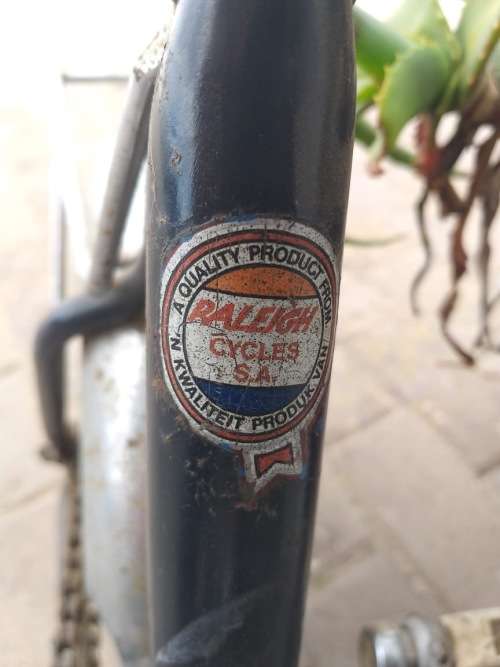 A QUALITY PRODUCT FROM
RALEIGH
CYCLES
S.A.
'N KWALITEIT PRODUK VAN